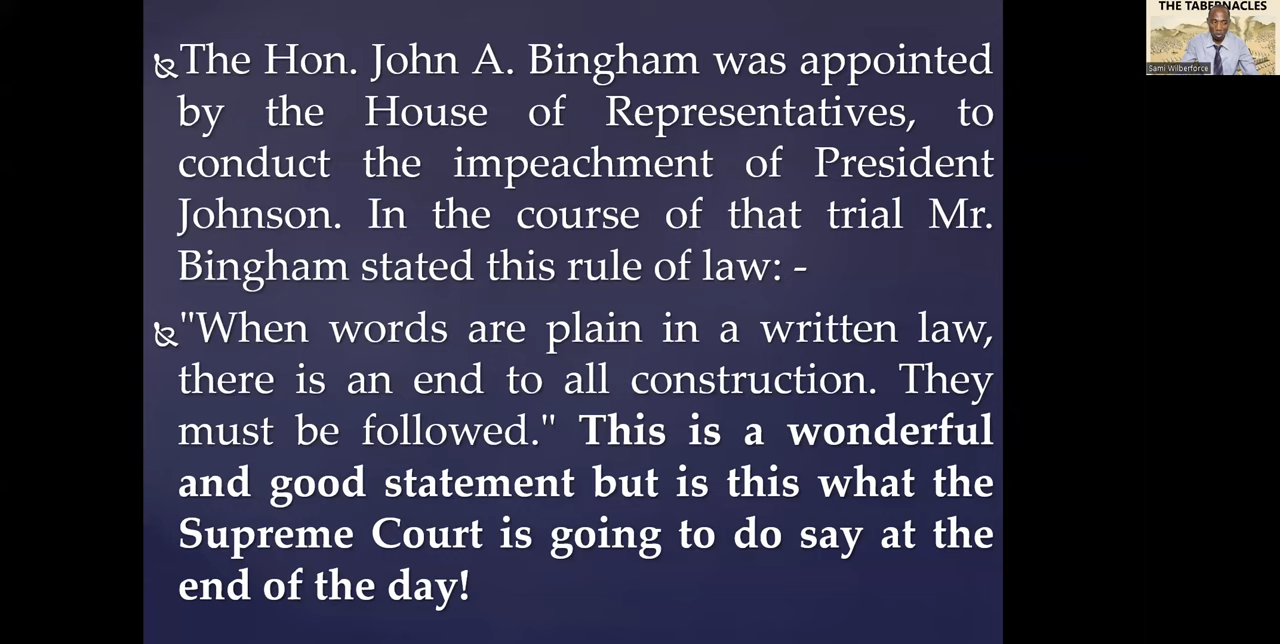 The Hon. John A. Bingham was appointed
by the House of Representatives, to
conduct the impeachment of President
Johnson. In the course of that trial Mr.
Bingham stated this rule of law: -
"When words are plain in a written law,
there is an end to all construction. They
must be followed." This is a wonderful
and good statement but is this what the
Supreme Court is going to do say at the
end of the day!
THE TABERNACLES
Sami Wilberforce